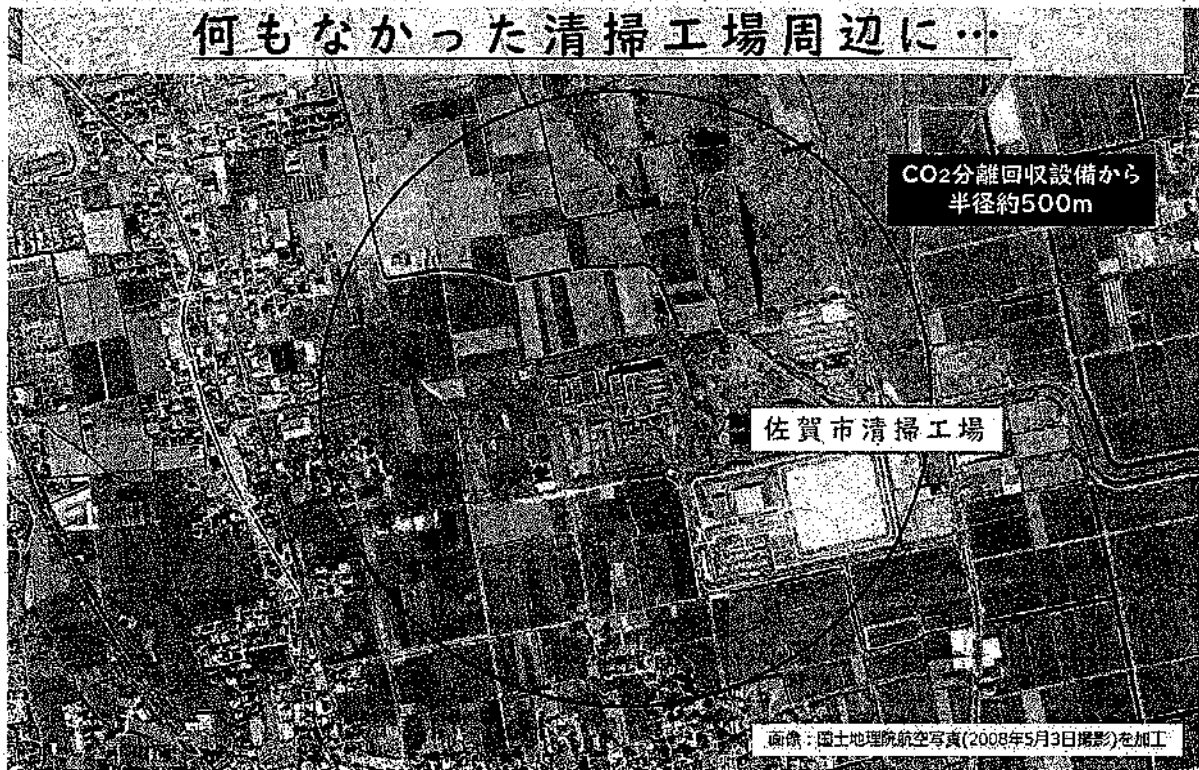 何もなかった清掃工場周辺に…
CO2分離回収設備から
半径約500m
佐賀市清掃工場
画像：国土地理院航空写真(2008年5月3日撮影)を加工